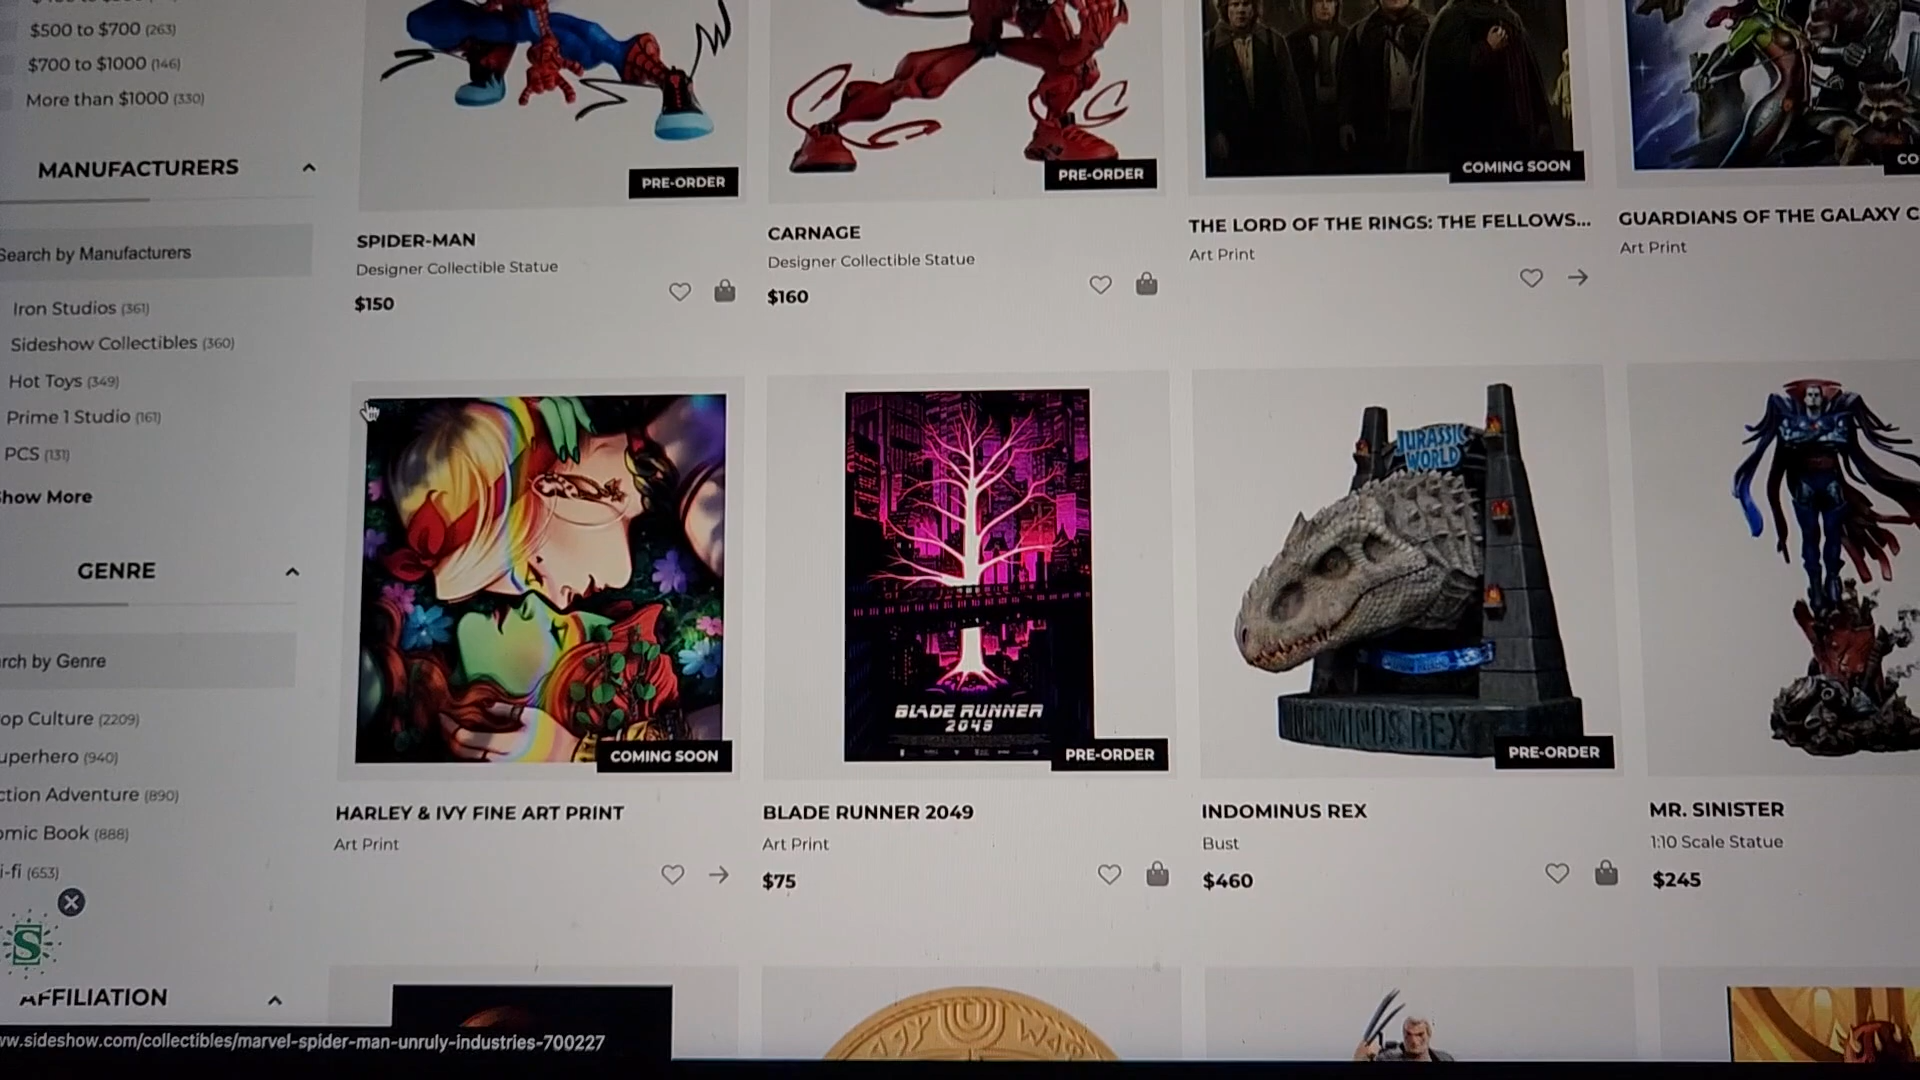 $500 to $700 (263)
$700 to $1000 (146)
More than $1000 (330)
MANUFACTURERS
Search by Manufacturers
Iron Studios (361)
Sideshow Collectibles (360)
Hot Toys (349)
Prime 1 Studio (161)
PCS (131)
Show More
GENRE
rch by Genre
op Culture (2209)
uperhero (940)
ction Adventure (890)
omic Book (888)
i-fi (653)
S
AFFILIATION
PRE-ORDER
SPIDER-MAN
Designer Collectible Statue
$150
PRE-ORDER
CARNAGE
Designer Collectible Statue
$160
COMING SOON
THE LORD OF THE RINGS: THE FELLOWS...
Art Print
CO
GUARDIANS OF THE GALAXY C
Art Print
COMING SOON
HARLEY & IVY FINE ART PRINT
Art Print
BLADE RUNNER
2049
PRE-ORDER
BLADE RUNNER 2049
Art Print
$75
JURASSIC
WORLD
INDOMINUS REX
PRE-ORDER
INDOMINUS REX
Bust
$460
MR. SINISTER
1:10 Scale Statue
$245
ww.sideshow.com/collectibles/marvel-spider-man-unruly-industries-700227